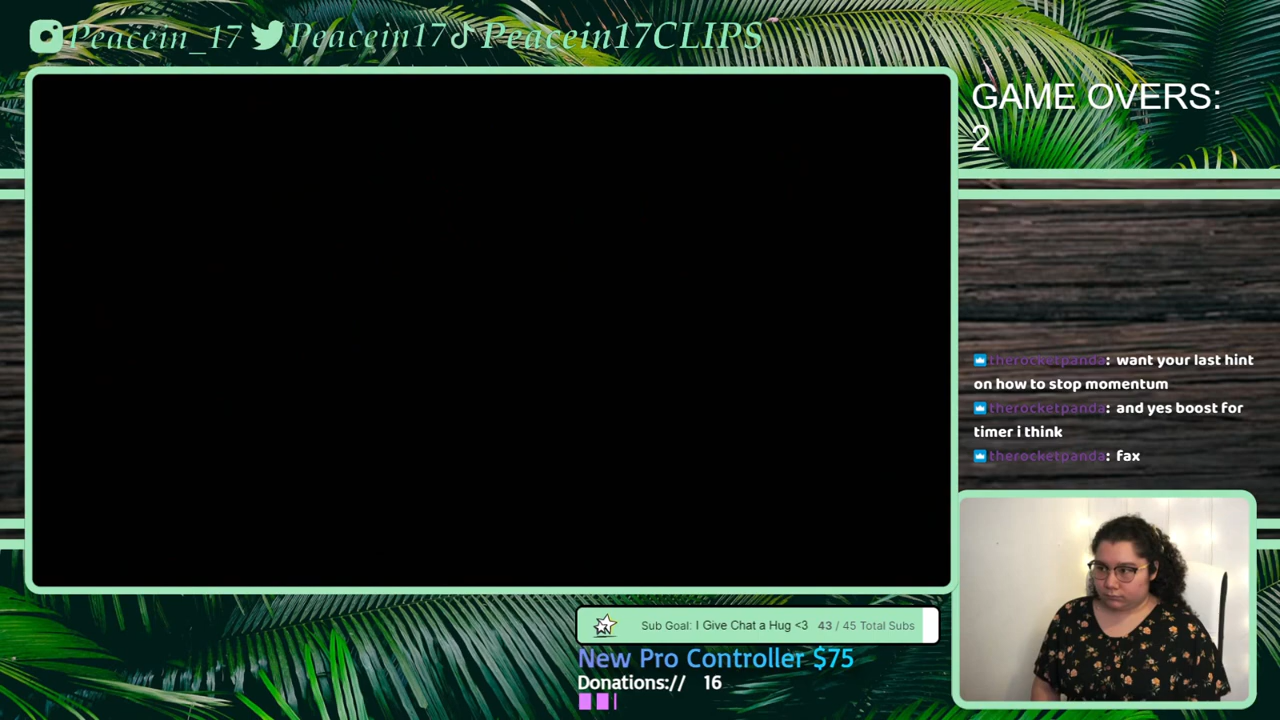 Peacein_17 Peacein17 Peacein17CLIPS
GAME OVERS:
2
therocketpanda: want your last hint
on how to stop momentum
therocketpanda: and yes boost for
timer i think
therocketpanda: fax
Sub Goal: I Give Chat a Hug <3 43 / 45 Total Subs
New Pro Controller $75
Donations:// 16